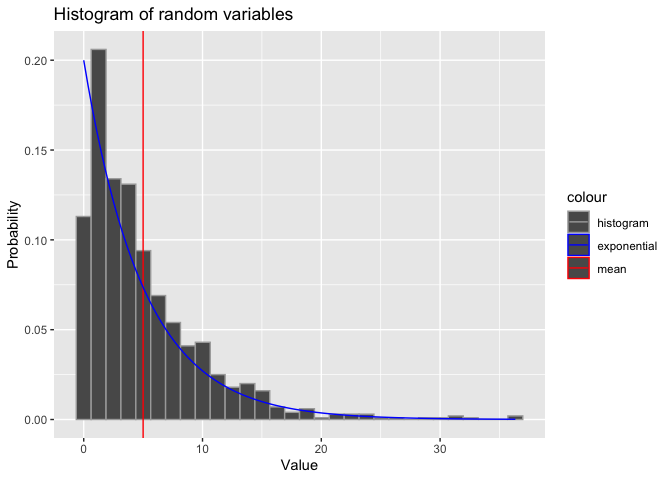 Histogram of random variables
0.20
0.15
0.10
0.05
0.00
Probability
0
10
20
30
Value
colour
histogram
exponential
mean